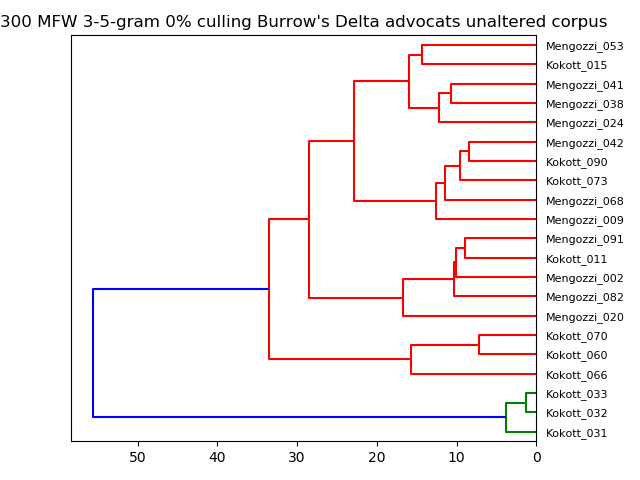 300 MFW 3-5-gram 0% culling Burrow's Delta advocats unaltered corpus
Mengozzi_053
Kokott_015
Mengozzi_041
Mengozzi_038
Mengozzi_024
Mengozzi_042
Kokott_090
Kokott_073
Mengozzi_068
Mengozzi_009
Mengozzi_091
Kokott_011
Mengozzi_002
Mengozzi_082
Mengozzi_020
Kokott_070
Kokott_060
Kokott_066
Kokott_033
Kokott_032
Kokott_031
50 40 30 20 10 0